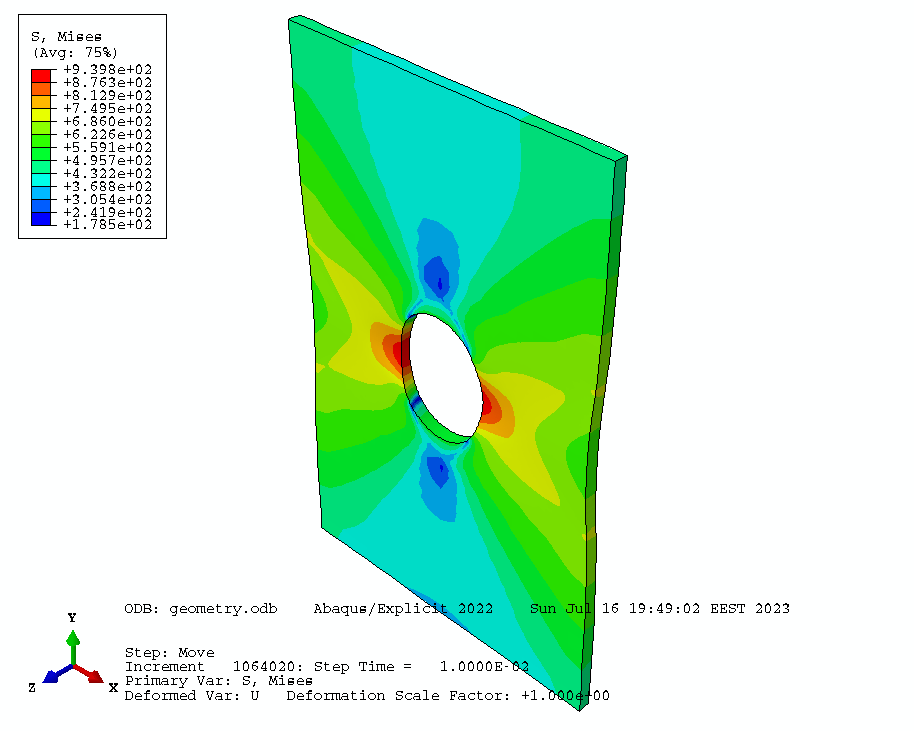 S, Mises
(Avg: 75%)
+9.398e+02
+8.763e+02
+8.129e+02
+7.495e+02
+6.860e+02
+6.226e+02
+5.591e+02
+4.957e+02
+4.322e+02
+3.688e+02
+3.054e+02
+2.419e+02
+1.785e+02
ODB: geometry.odb    Abaqus/Explicit 2022    Sun Jul 16 19:49:02 EEST 2023
Y
Z
X
Step: Move
Increment   1064020: Step Time =   1.0000E-02
Primary Var: S, Mises
Deformed Var: U   Deformation Scale Factor: +1.000e+00